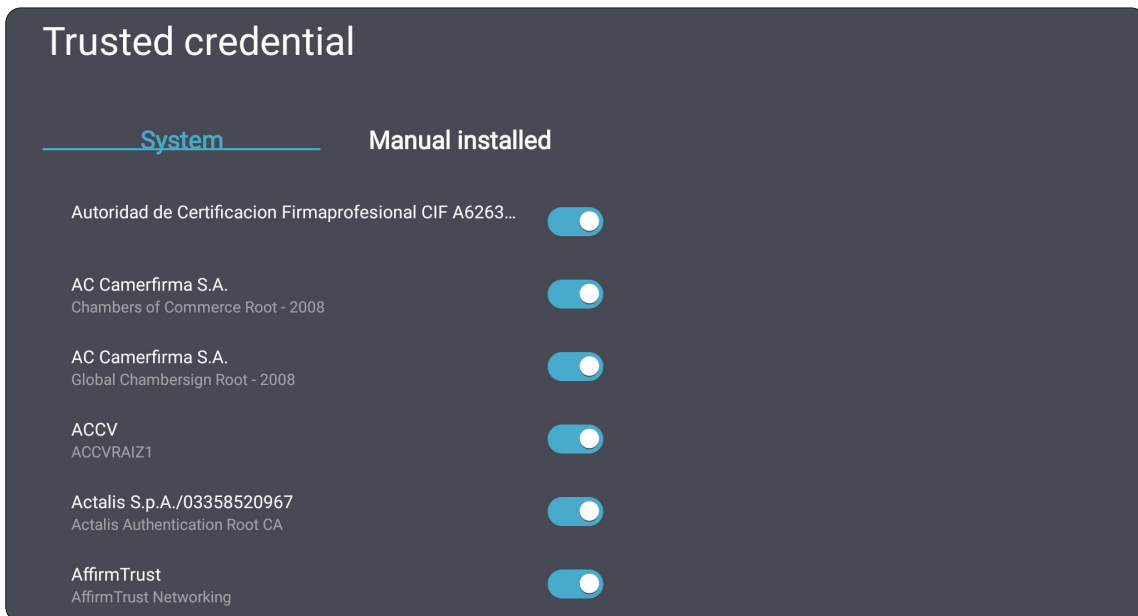 Trusted credential
System
Manual installed
Autoridad de Certificacion Firmaprofesional CIF A6263...
AC Camerfirma S.A.
Chambers of Commerce Root - 2008
AC Camerfirma S.A.
Global Chambersign Root - 2008
ACCV
ACCVRAIZ1
Actalis S.p.A./03358520967
Actalis Authentication Root CA
AffirmTrust
AffirmTrust Networking